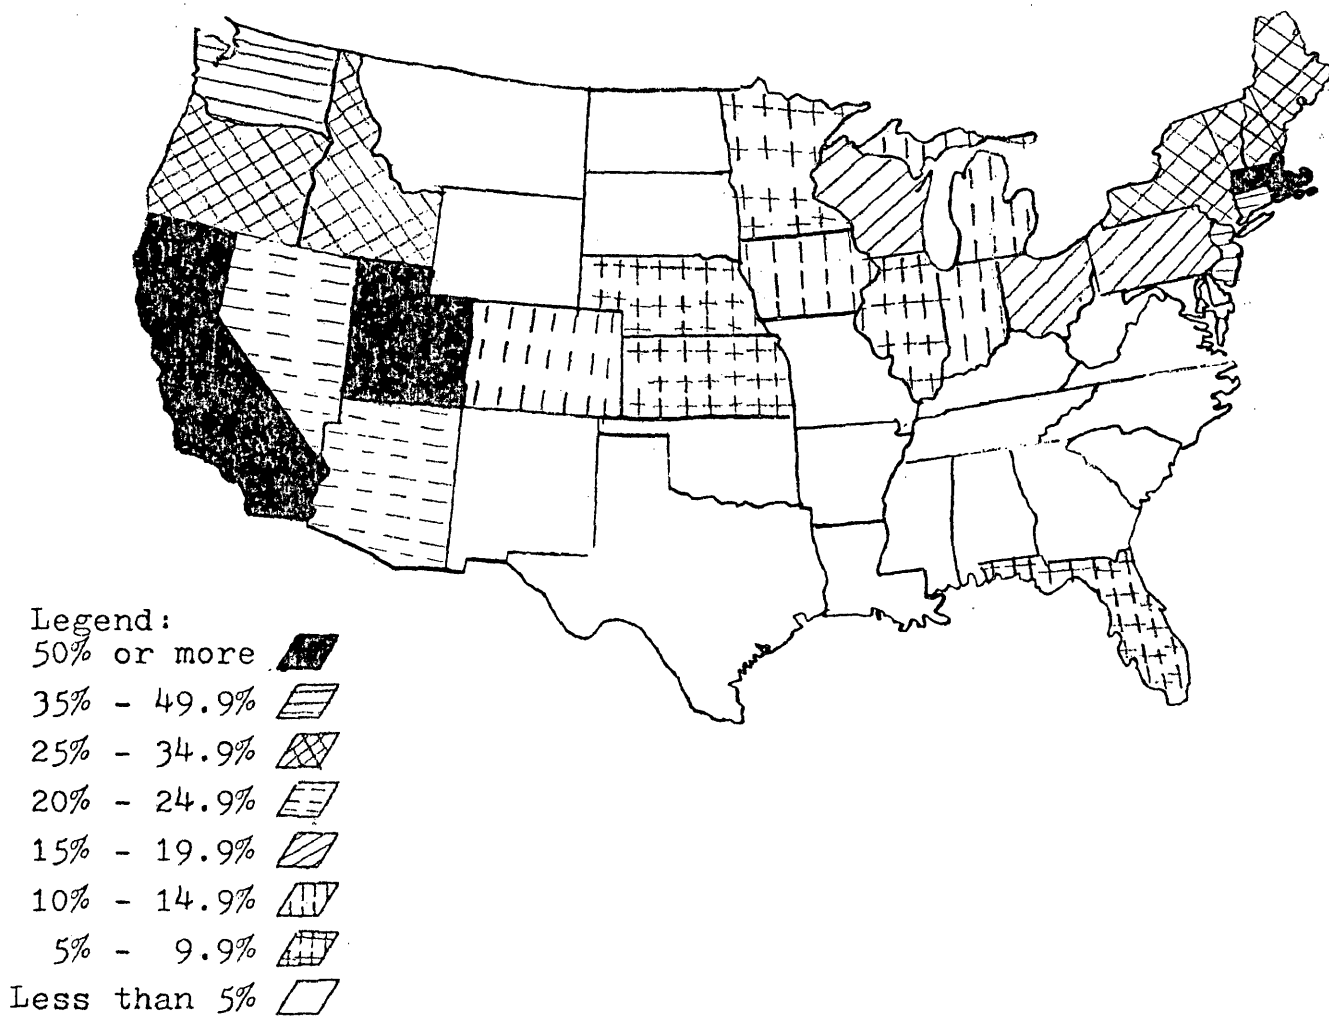 Legend:
50% or more
35% - 49.9%
25% - 34.9%
20% - 24.9%
15% - 19.9%
10% - 14.9%
5% - 9.9%
Less than 5%